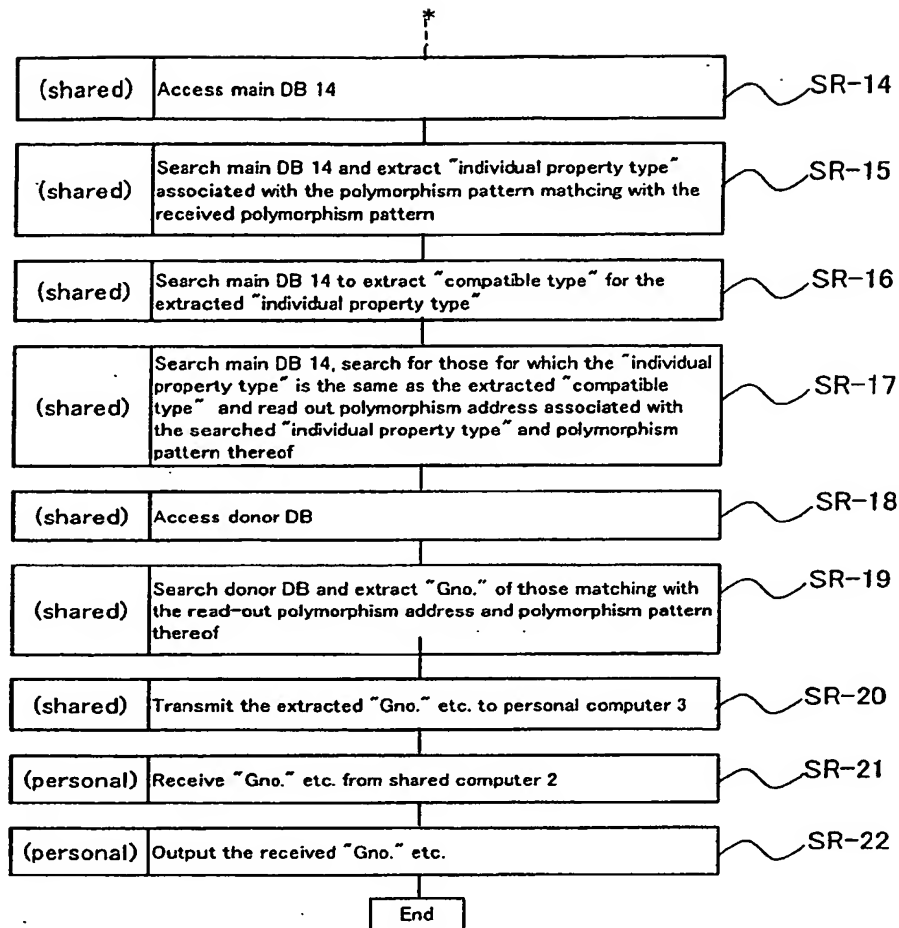 *
(shared) Access main DB 14 SR-14
(shared) Search main DB 14 and extract "individual property type"
associated with the polymorphism pattern mathcing with the
received polymorphism pattern SR-15
(shared) Search main DB 14 to extract "compatible type" for the
extracted "individual property type" SR-16
(shared) Search main DB 14, search for those for which the "individual
property type" is the same as the extracted "compatible
type" and read out polymorphism address associated with
the searched "individual property type" and polymorphism
pattern thereof SR-17
(shared) Access donor DB SR-18
(shared) Search donor DB and extract "Gno." of those matching with
the read-out polymorphism address and polymorphism pattern
thereof SR-19
(shared) Transmit the extracted "Gno." etc. to personal computer 3 SR-20
(personal) Receive "Gno." etc. from shared computer 2 SR-21
(personal) Output the received "Gno." etc. SR-22
End